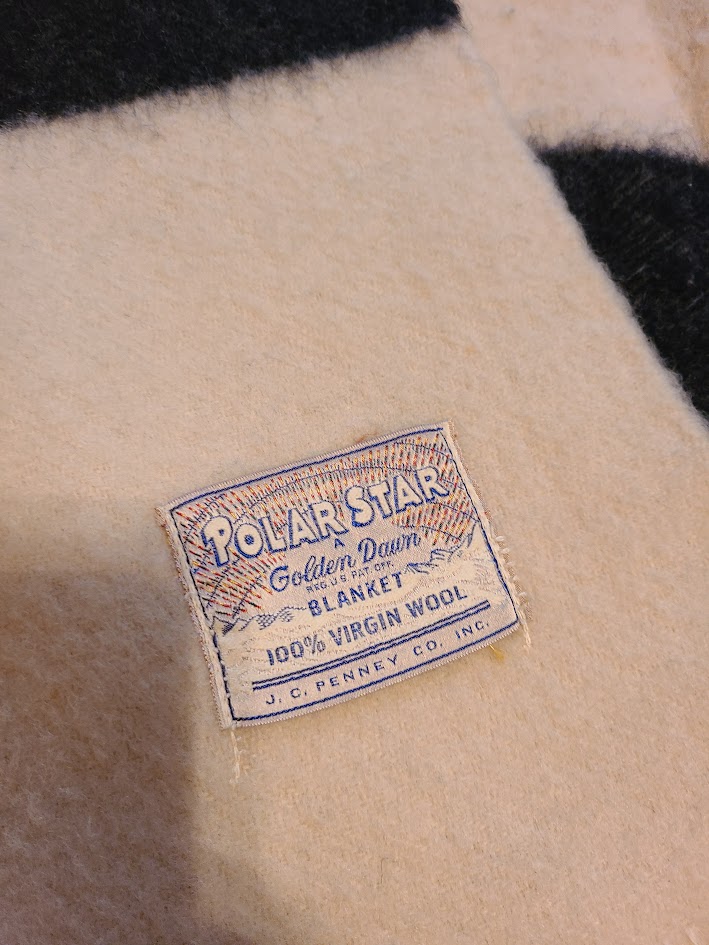 POLAR STAR
A
Golden Dawn
REG. U.S. PAT. OFF.
BLANKET
100% VIRGIN WOOL
J. C. PENNEY CO. INC.